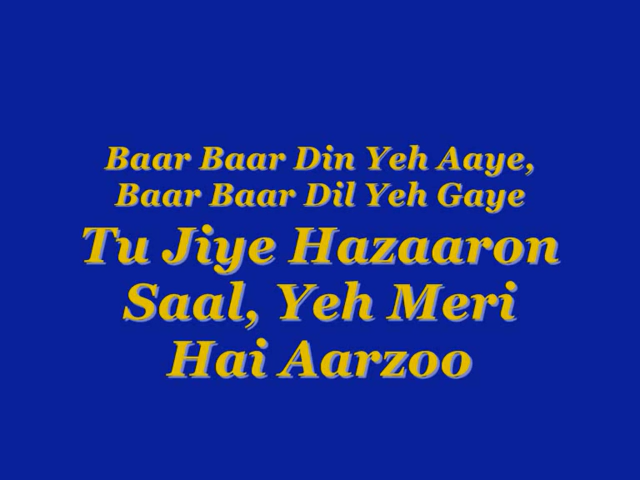 Baar Baar Din Yeh Aaye,
Baar Baar Dil Yeh Gaye
Tu Jiye Hazaaron
Saal, Yeh Meri
Hai Aarzoo